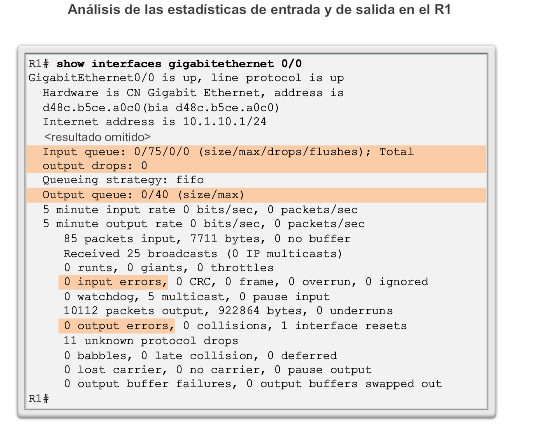 Análisis de las estadísticas de entrada y de salida en el R1
R1# show interfaces gigabitethernet 0/0
GigabitEthernet0/0 is up, line protocol is up
Hardware is CN Gigabit Ethernet, address is
d48c.b5ce.a0c0(bia d48c.b5ce.a0c0)
Internet address is 10.1.10.1/24
<resultado omitido>
Input queue: 0/75/0/0 (size/max/drops/flushes); Total
output drops: 0
Queueing strategy: fifo
Output queue: 0/40 (size/max)
5 minute input rate 0 bits/sec, 0 packets/sec
5 minute output rate 0 bits/sec, 0 packets/sec
85 packets input, 7711 bytes, 0 no buffer
Received 25 broadcasts (0 IP multicasts)
0 runts, 0 giants, 0 throttles
0 input errors, 0 CRC, 0 frame, 0 overrun, 0 ignored
0 watchdog, 5 multicast, 0 pause input
10112 packets output, 922864 bytes, 0 underruns
0 output errors, 0 collisions, 1 interface resets
11 unknown protocol drops
0 babbles, 0 late collision, 0 deferred
0 lost carrier, 0 no carrier, 0 pause output
0 output buffer failures, 0 output buffers swapped out
R1#